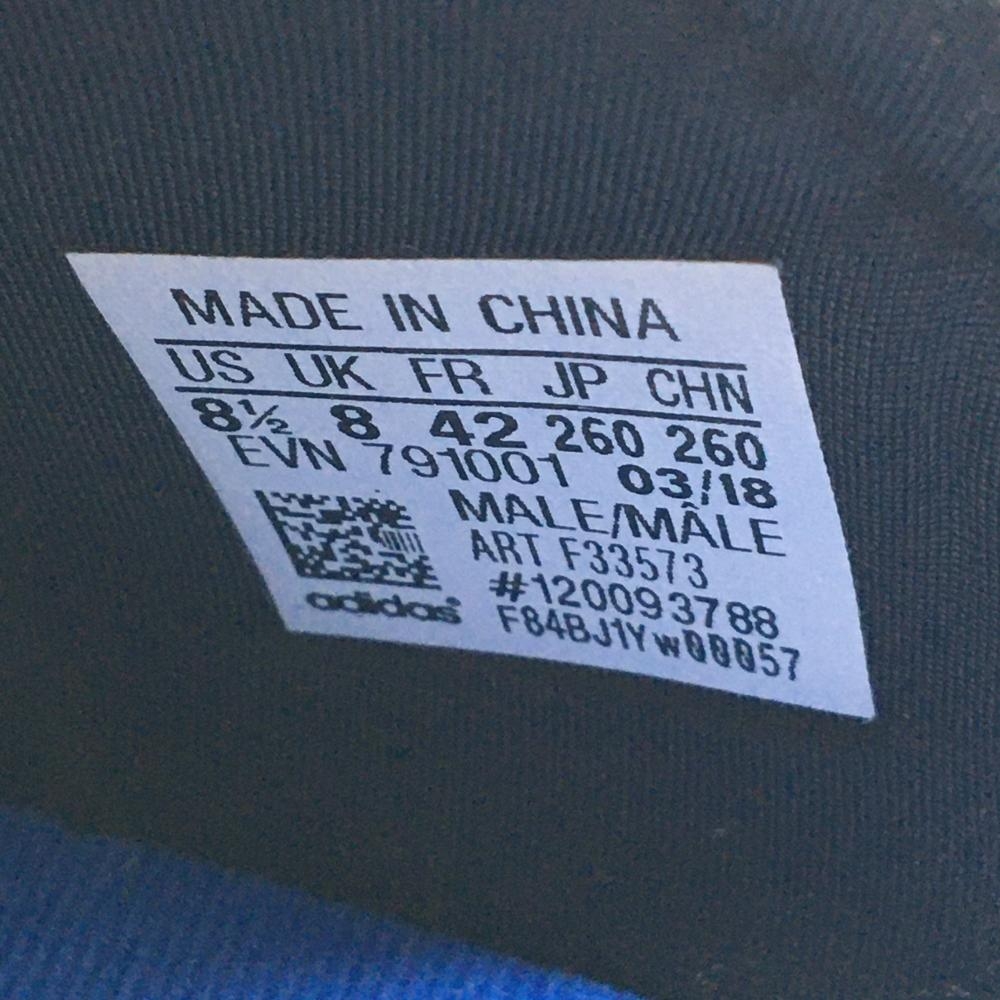 MADE IN CHINA
US UK FR JP CHN
8½ 8 42 260 260
EVN 791001 03/18
MALE/MÂLE
ART F33573
#120093788
adidas®
F84BJ1Yw00057